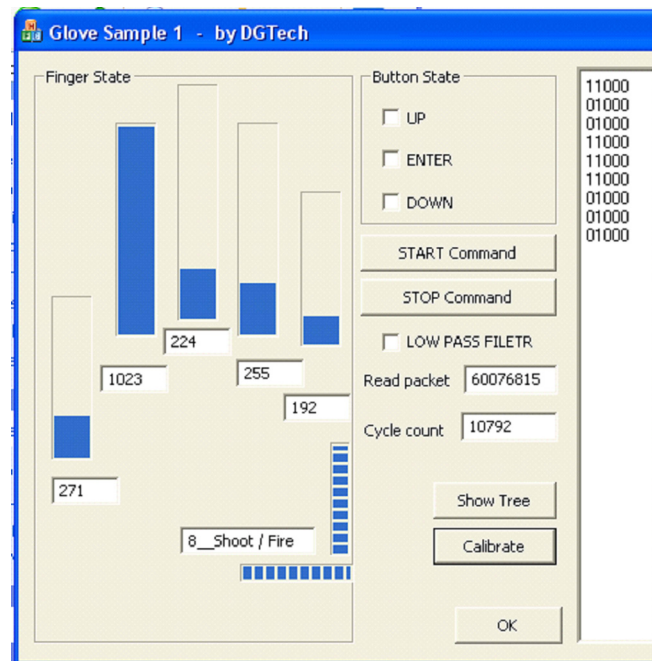 Glove Sample 1 - by DGTech
Finger State
224
1023
255
192
271
8__Shoot / Fire
Button State
UP
ENTER
DOWN
START Command
STOP Command
LOW PASS FILETR
Read packet 60076815
Cycle count 10792
Show Tree
Calibrate
OK
11000
01000
01000
11000
11000
11000
01000
01000
01000